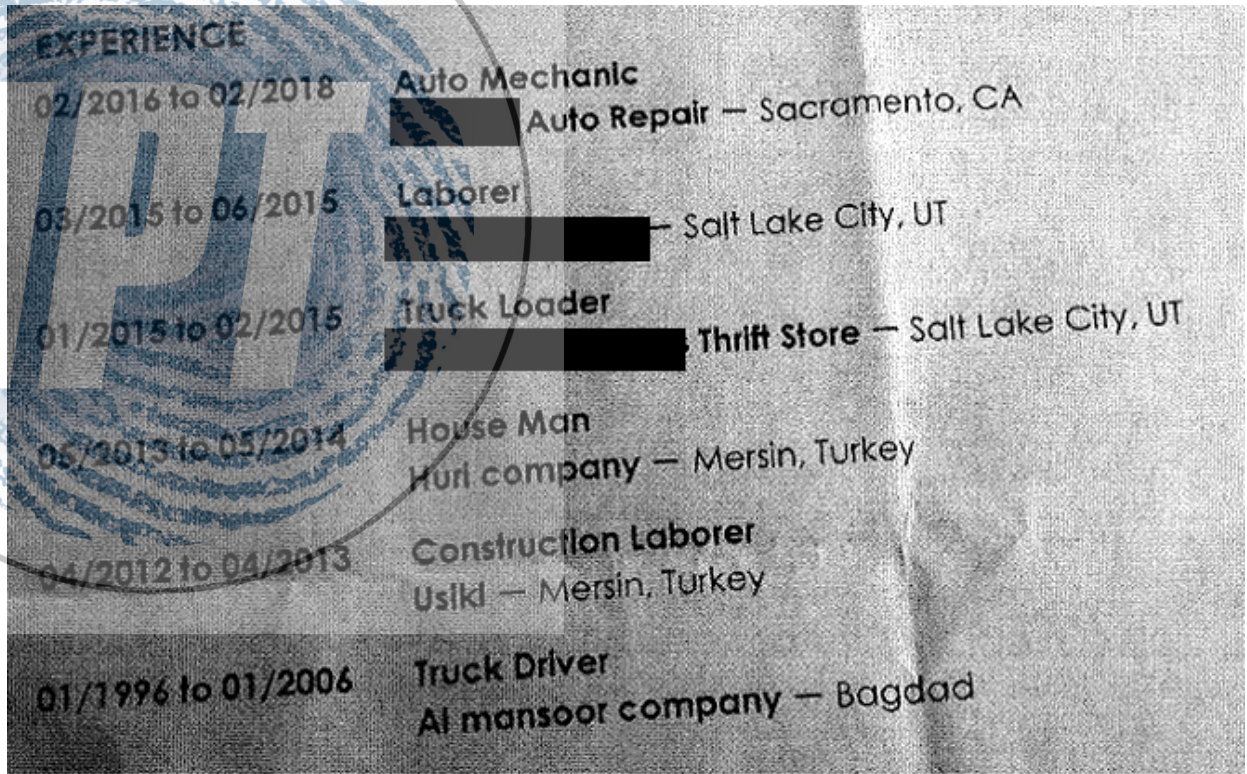 EXPERIENCE
02/2016 to 02/2018 Auto Mechanic
Auto Repair — Sacramento, CA
03/2015 to 06/2015 Laborer
— Salt Lake City, UT
01/2015 to 02/2015 Truck Loader
Thrift Store — Salt Lake City, UT
06/2013 to 05/2014 House Man
Huri company — Mersin, Turkey
04/2012 to 04/2013 Construction Laborer
Usiki — Mersin, Turkey
01/1996 to 01/2006 Truck Driver
Al mansoor company — Bagdad
IPT